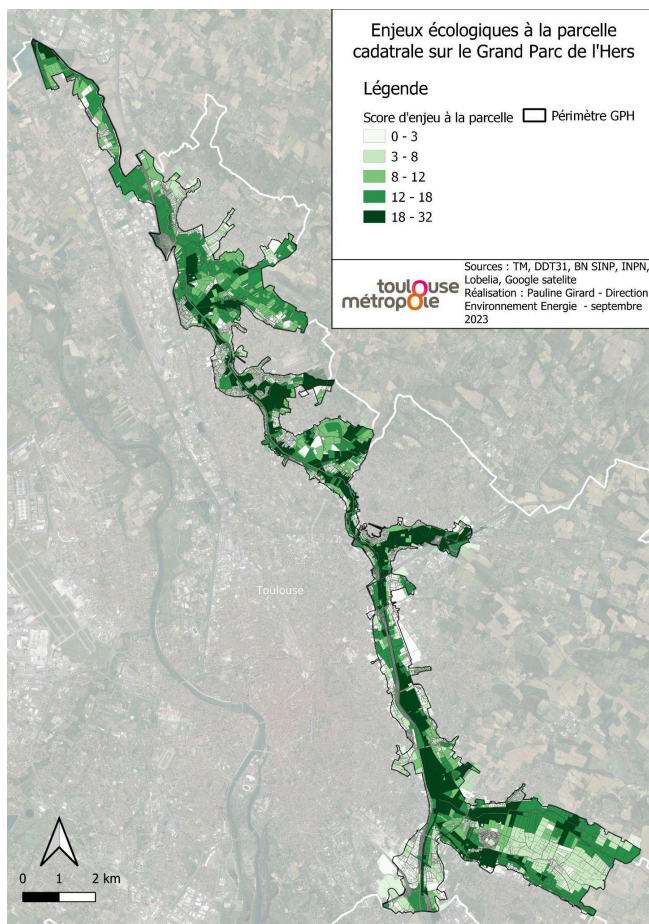 Enjeux écologiques à la parcelle
cadatrale sur le Grand Parc de l'Hers
Légende
Score d'enjeu à la parcelle
Périmètre GPH
0 - 3
3 - 8
8 - 12
12 - 18
18 - 32
toulouse
métropole
Sources : TM, DDT31, BN SINP, INPN,
Lobelia, Google satelite
Réalisation : Pauline Girard - Direction
Environnement Energie - septembre
2023
Toulouse
0 1 2 km